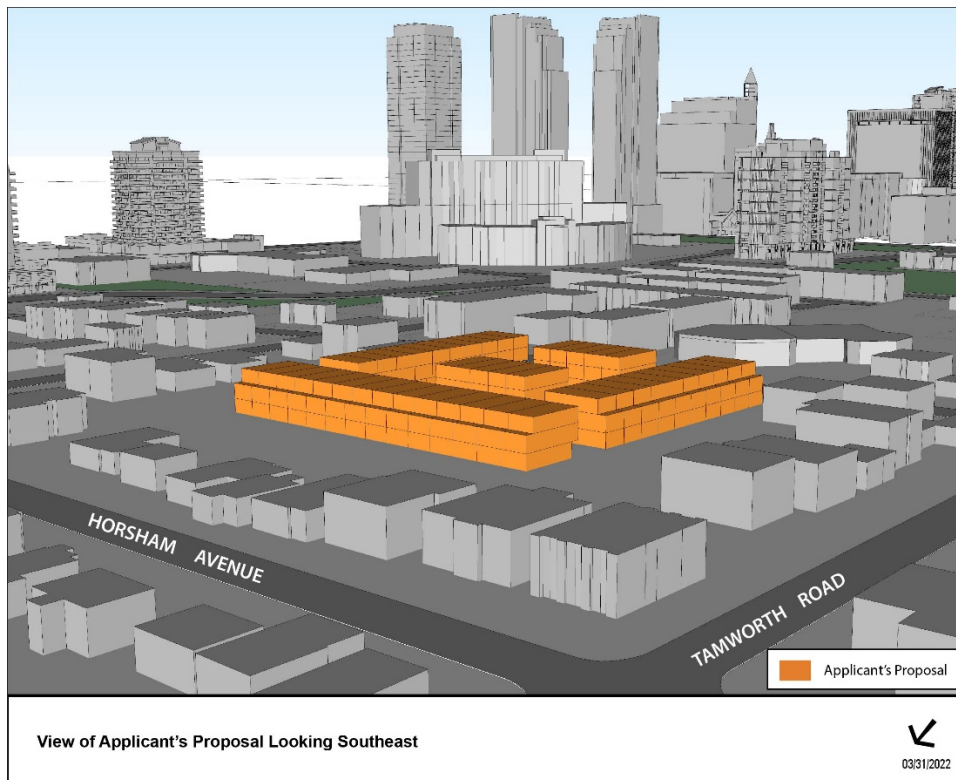 HORSHAM AVENUE
TAMWORTH ROAD
Applicant's Proposal
View of Applicant's Proposal Looking Southeast
03/31/2022